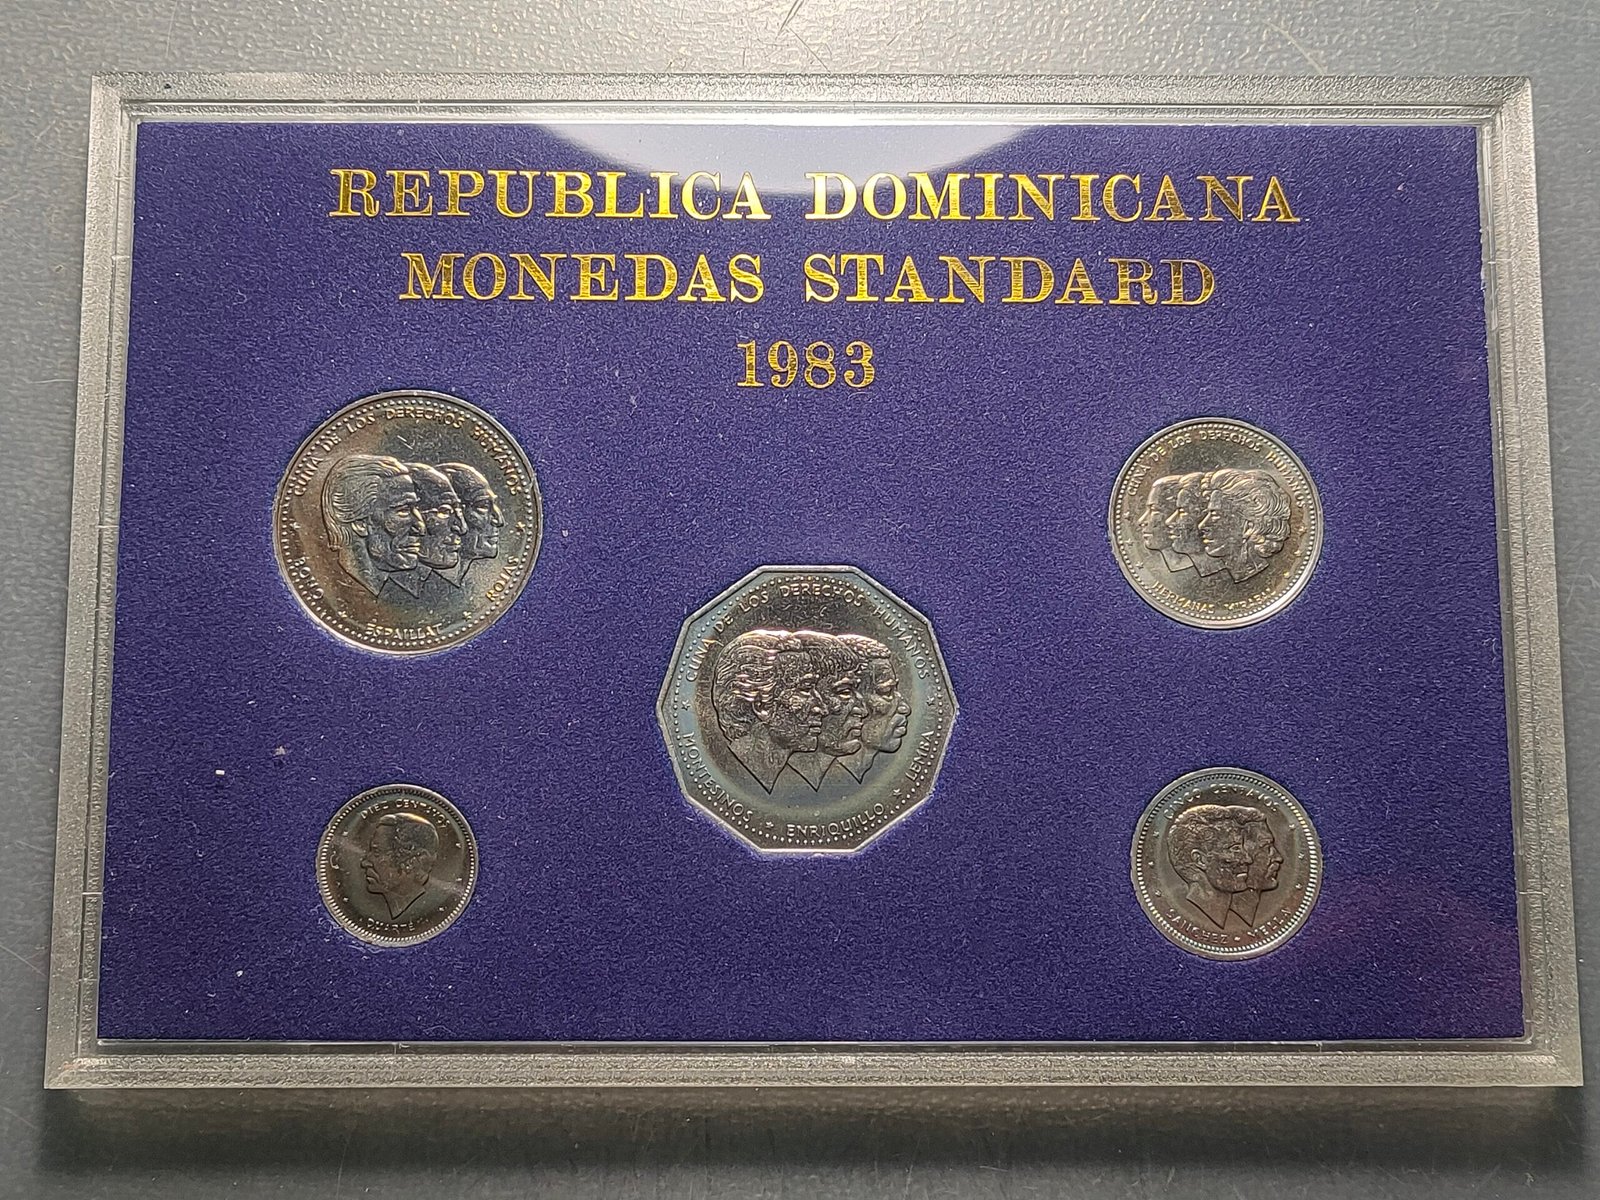 REPUBLICA DOMINICANA
MONEDAS STANDARD
1983
CUNA DE LOS DERECHOS HUMANOS
BONO
ESPAILLAT
CUNA DE LOS DERECHOS HUMANOS
HERMANAS MIRABAL
CUNA DE LOS DERECHOS HUMANOS
MONTESINOS ENRIQUILLO LEMBA
DIEZ CENTAVOS
DUARTE
CINCO CENTAVOS
SANCHEZ MELLA